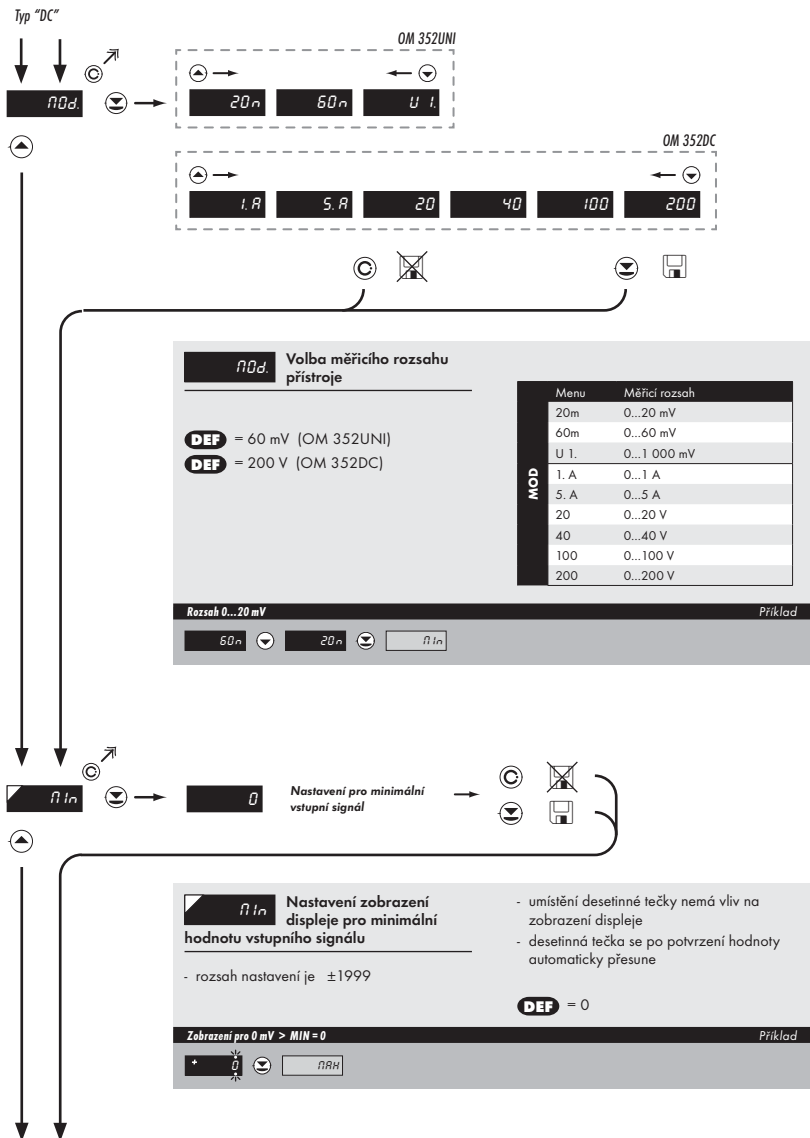 Typ "DC"
OM 352UNI
MOd.
20m
60m
U 1.
OM 352DC
1. A
5. A
20
40
100
200
MOd.
Volba měřicího rozsahu
přístroje
DEF = 60 mV (OM 352UNI)
DEF = 200 V (OM 352DC)
MOD
Menu Měřicí rozsah
20m 0...20 mV
60m 0...60 mV
U 1. 0...1 000 mV
1. A 0...1 A
5. A 0...5 A
20 0...20 V
40 0...40 V
100 0...100 V
200 0...200 V
Rozsah 0...20 mV
Příklad
60m
20m
MIn
MIn
0
Nastavení pro minimální
vstupní signál
MIn
Nastavení zobrazení
displeje pro minimální
hodnotu vstupního signálu
- rozsah nastavení je ±1999
- umístění desetinné tečky nemá vliv na
zobrazení displeje
- desetinná tečka se po potvrzení hodnoty
automaticky přesune
DEF = 0
Zobrazení pro 0 mV > MIN = 0
Příklad
+ 0
MAH